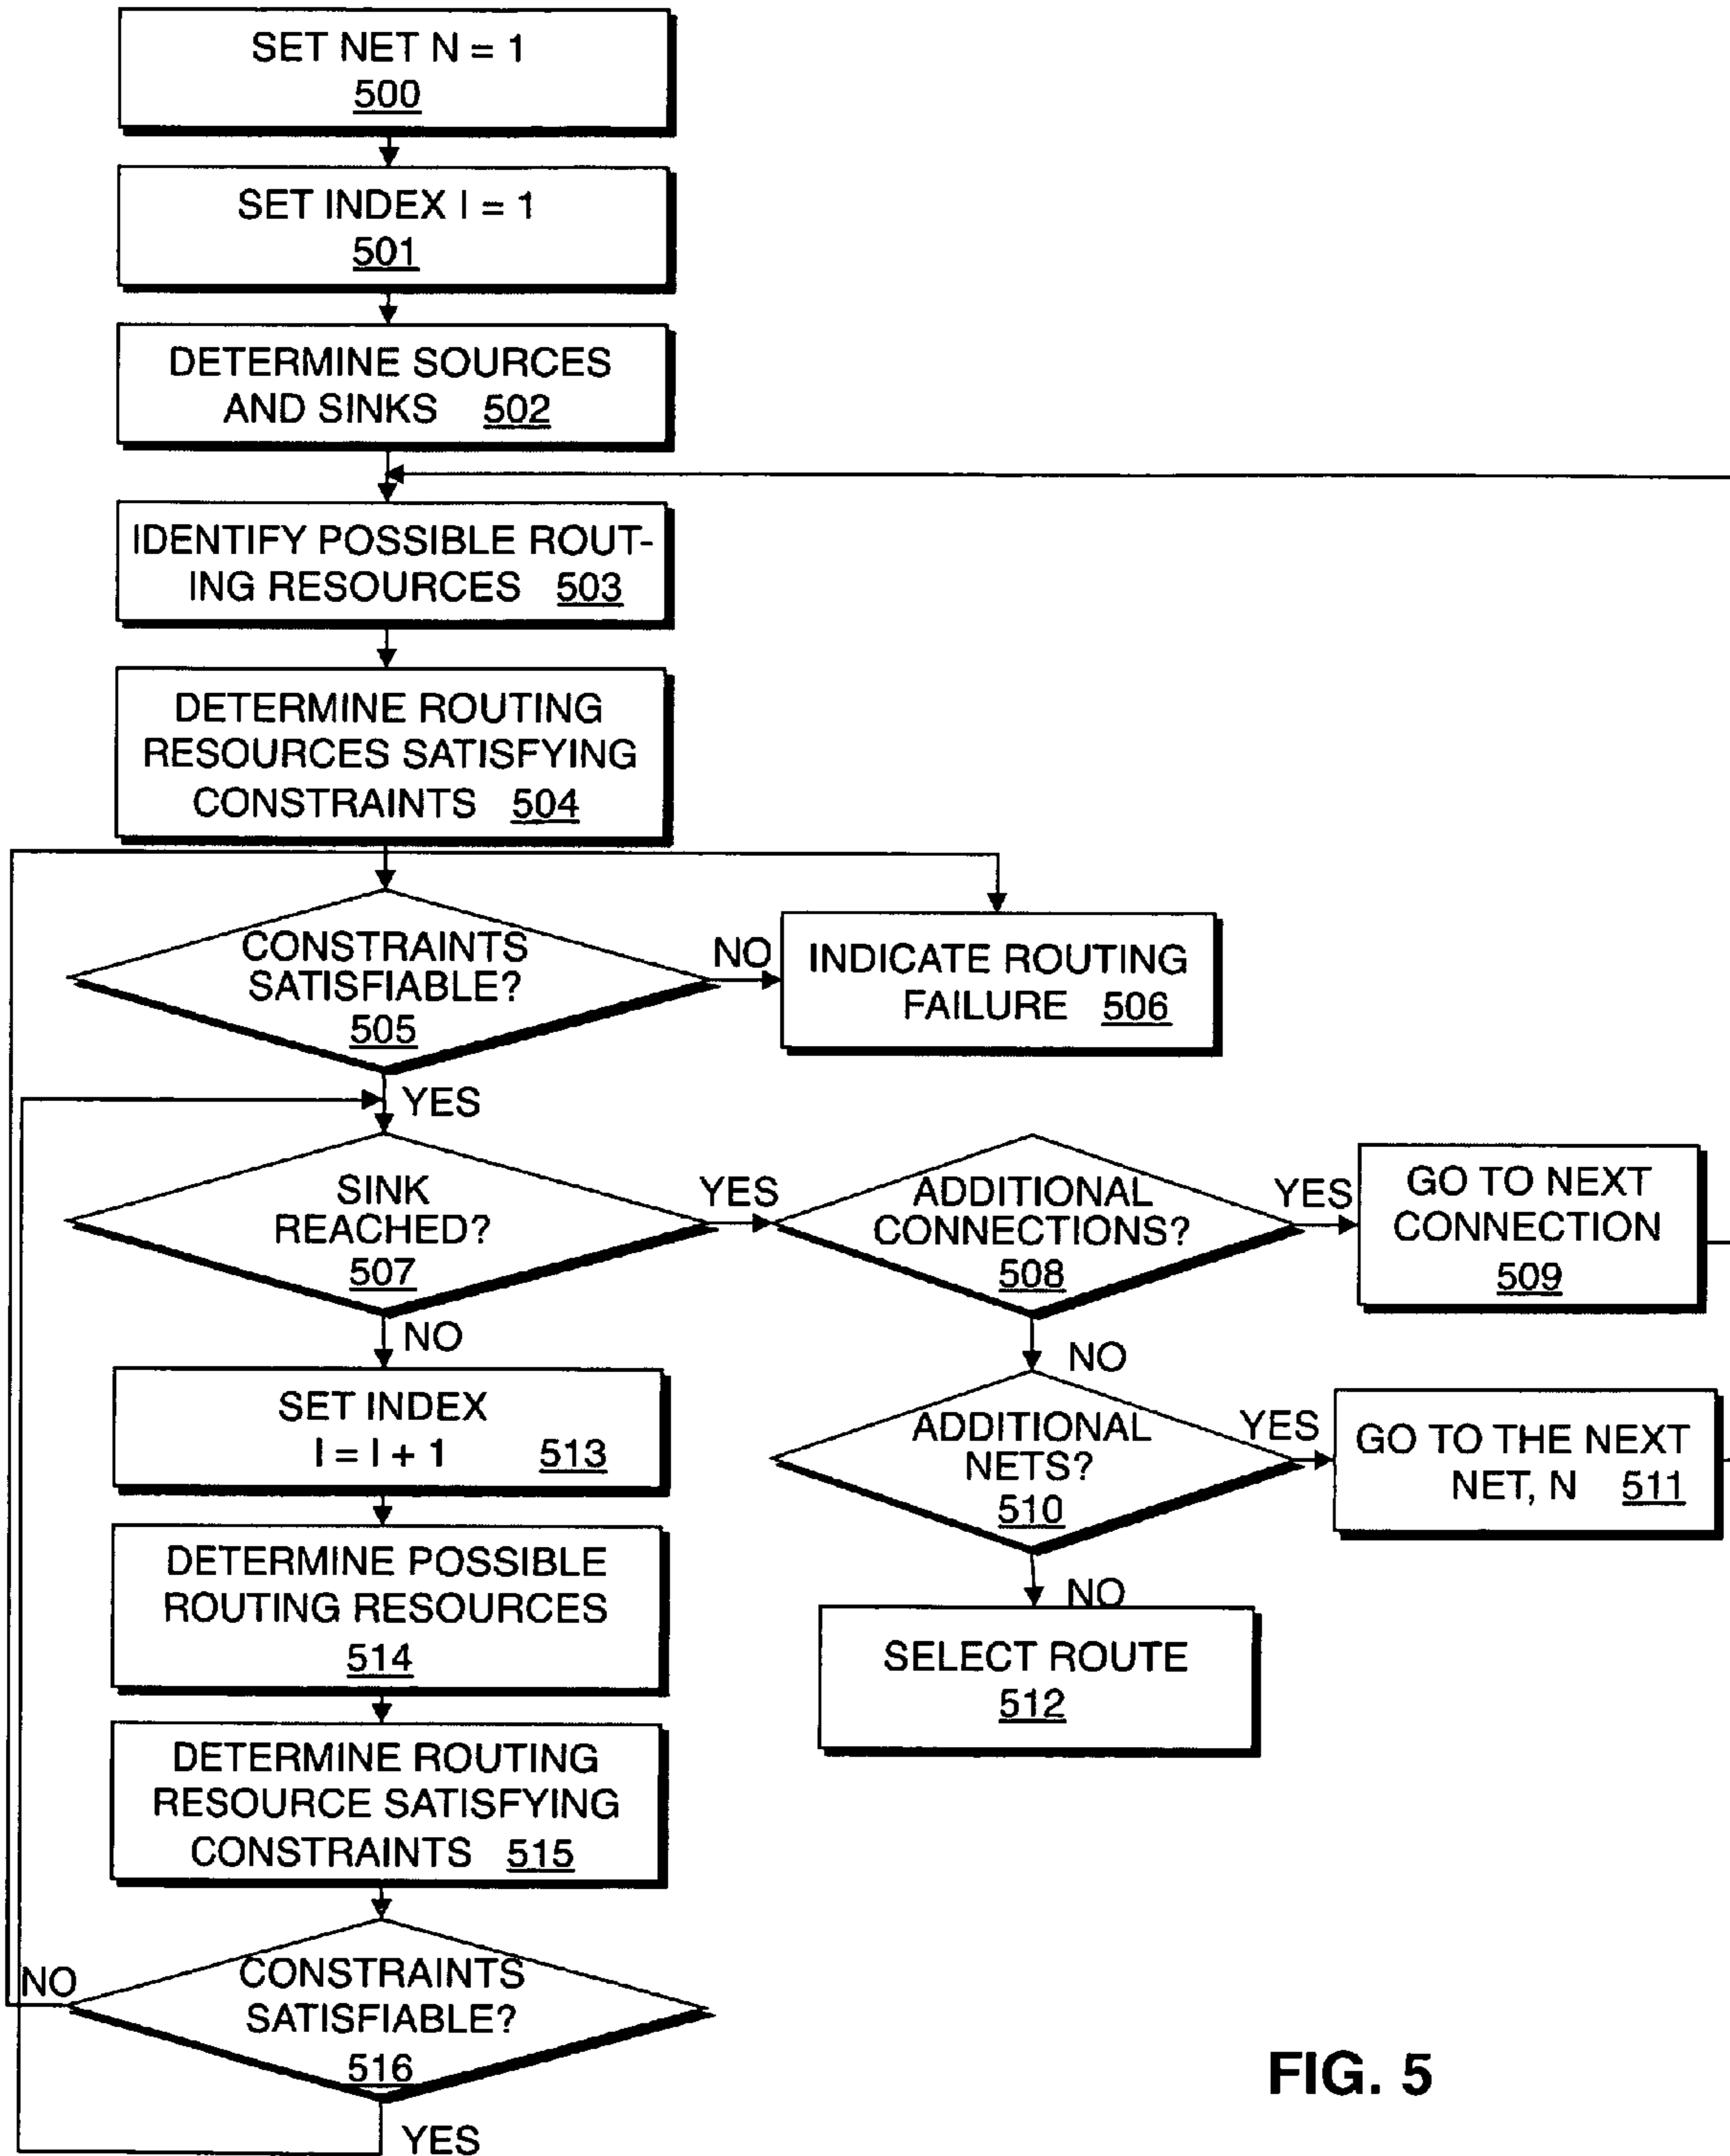 SET NET N = 1
500
SET INDEX I = 1
501
DETERMINE SOURCES
AND SINKS 502
IDENTIFY POSSIBLE ROUT-
ING RESOURCES 503
DETERMINE ROUTING
RESOURCES SATISFYING
CONSTRAINTS 504
CONSTRAINTS
SATISFIABLE?
505
NO
INDICATE ROUTING
FAILURE 506
YES
SINK
REACHED?
507
YES
ADDITIONAL
CONNECTIONS?
508
YES
GO TO NEXT
CONNECTION
509
NO
NO
ADDITIONAL
NETS?
510
YES
GO TO THE NEXT
NET, N 511
NO
SELECT ROUTE
512
SET INDEX
I = I + 1 513
DETERMINE POSSIBLE
ROUTING RESOURCES
514
DETERMINE ROUTING
RESOURCE SATISFYING
CONSTRAINTS 515
NO
CONSTRAINTS
SATISFIABLE?
516
YES
FIG. 5